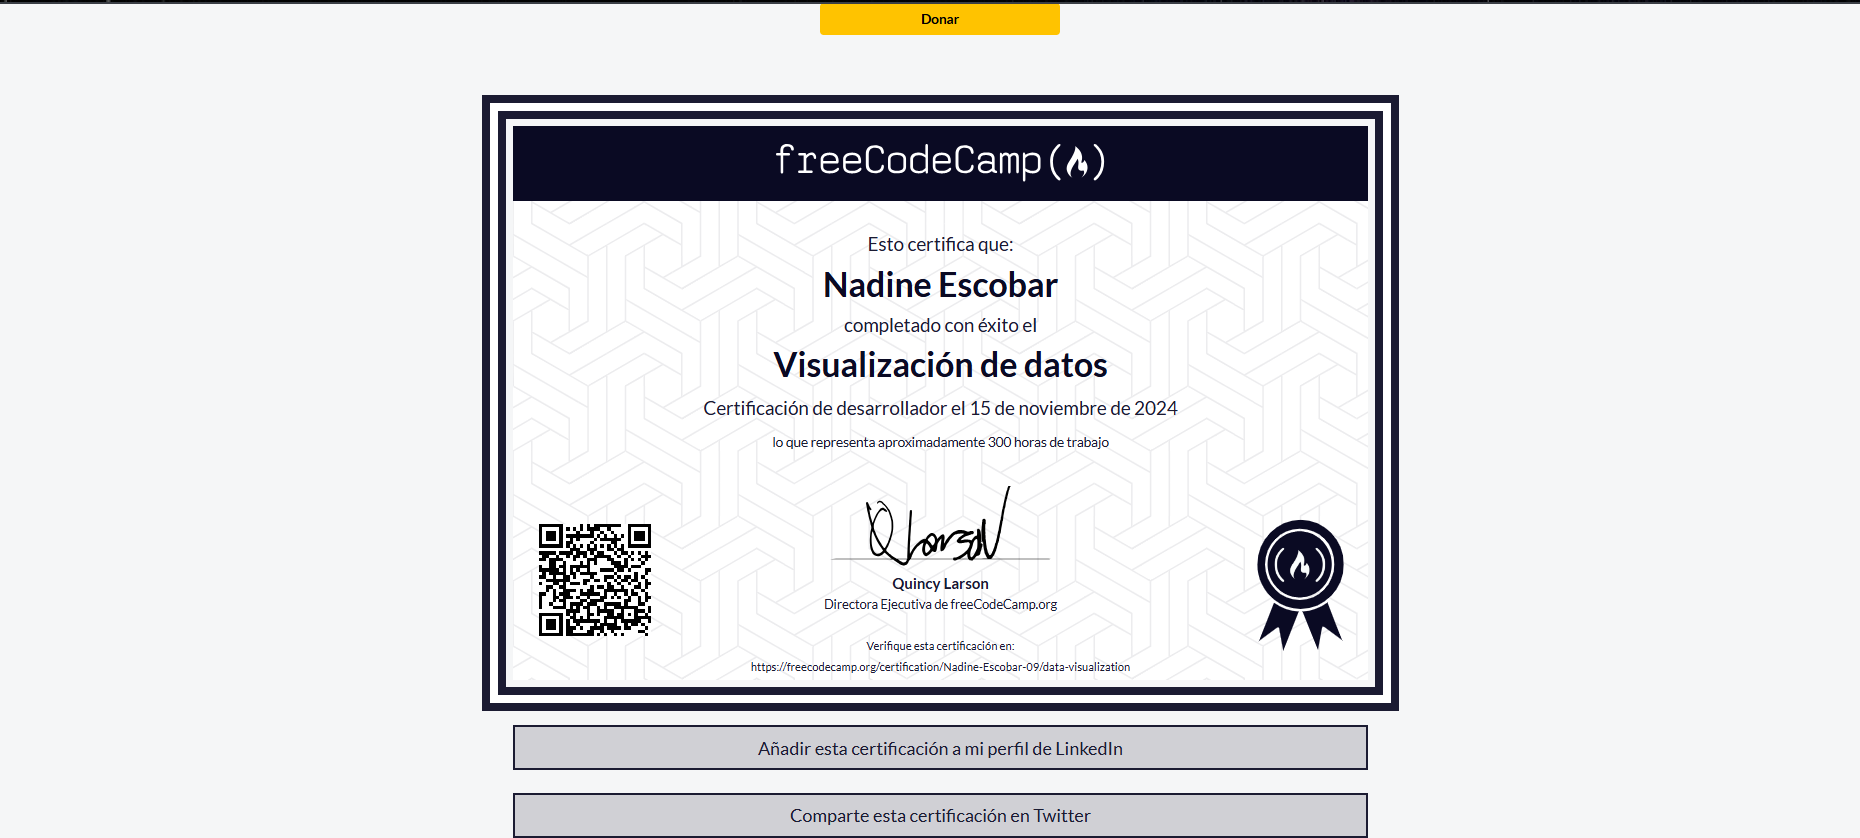 Donar
freeCodeCamp(🔥)
Esto certifica que:
Nadine Escobar
completado con éxito el
Visualización de datos
Certificación de desarrollador el 15 de noviembre de 2024
lo que representa aproximadamente 300 horas de trabajo
Quincy Larson
Directora Ejecutiva de freeCodeCamp.org
Verifique esta certificación en:
https://freecodecamp.org/certification/Nadine-Escobar-09/data-visualization
Añadir esta certificación a mi perfil de LinkedIn
Comparte esta certificación en Twitter